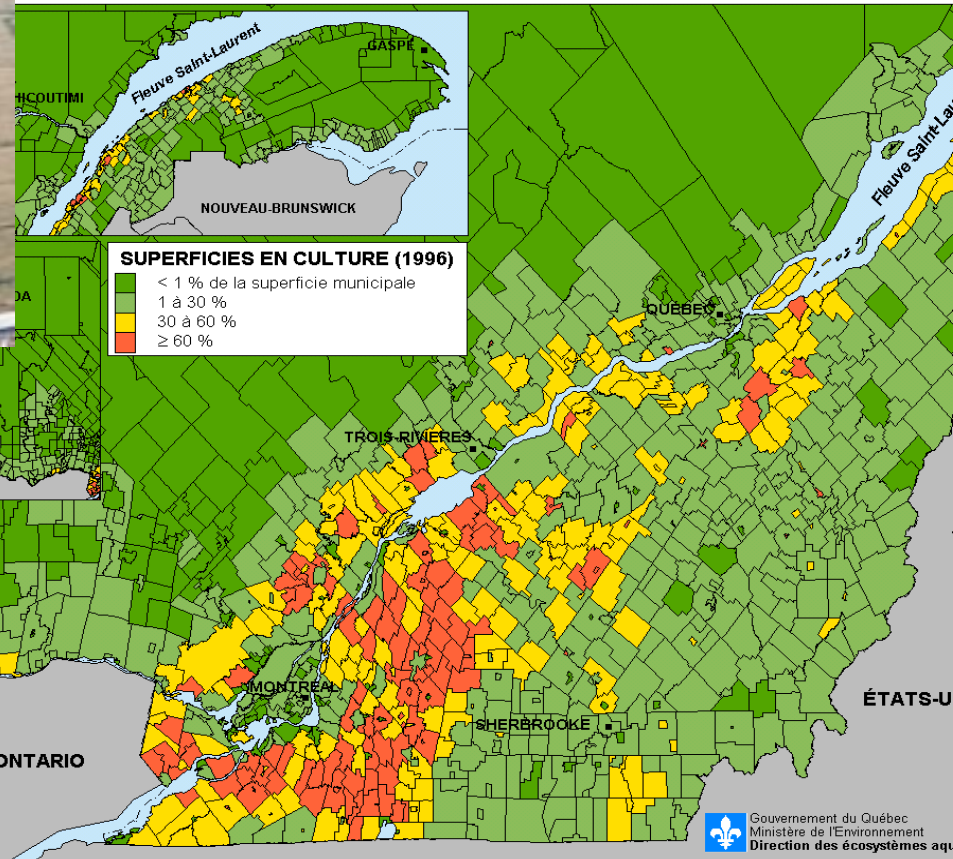 Fleuve Saint-Laurent
GASPÉ
HICOUTIMI
NOUVEAU-BRUNSWICK
SUPERFICIES EN CULTURE (1996)
< 1 % de la superficie municipale
1 à 30 %
30 à 60 %
≥ 60 %
DA
Fleuve Saint-Lau
QUÉBEC
TROIS-RIVIÈRES
MONTRÉAL
SHERBROOKE
ÉTATS-U
ONTARIO
Gouvernement du Québec
Ministère de l'Environnement
Direction des écosystèmes aqu